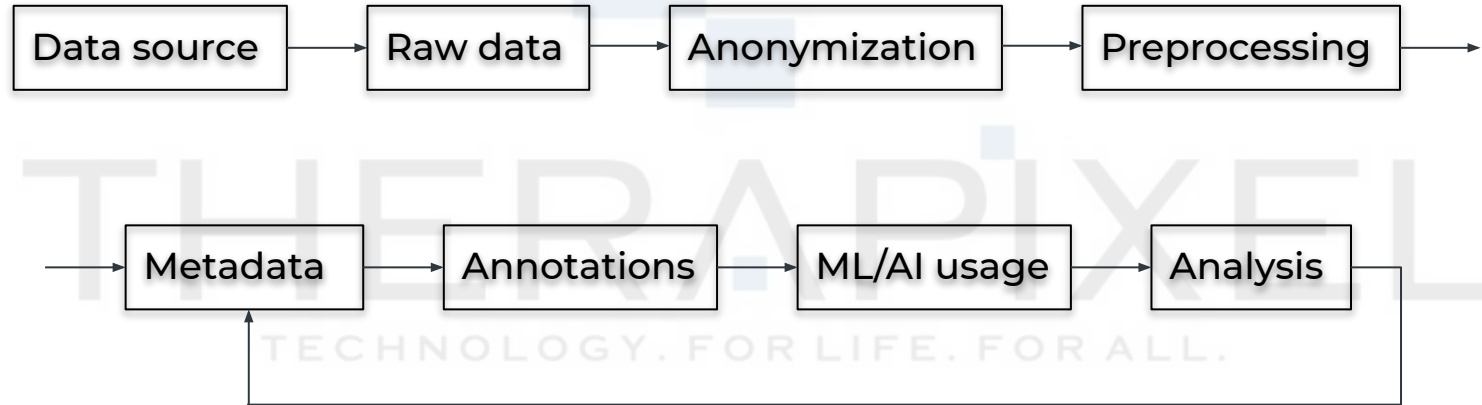 Data source Raw data Anonymization Preprocessing
THERAPIXEL
Metadata Annotations ML/AI usage Analysis
TECHNOLOGY. FOR LIFE. FOR ALL.